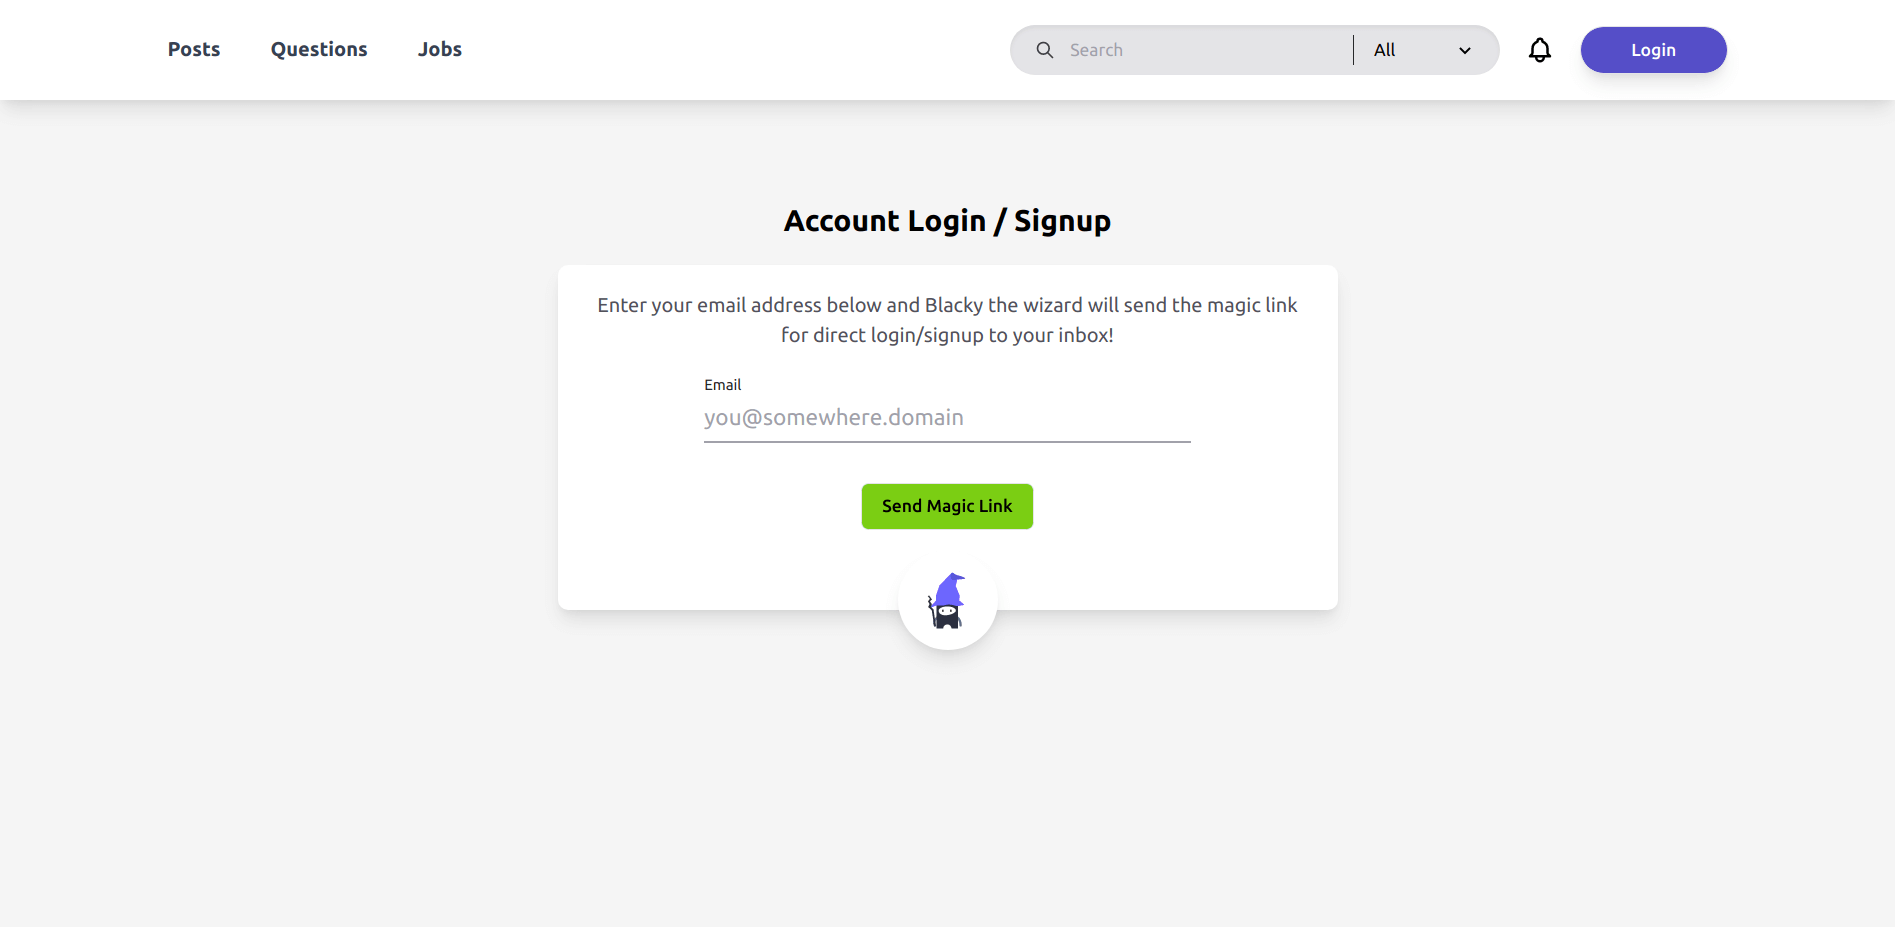 Posts Questions Jobs Search All Login
Account Login / Signup
Enter your email address below and Blacky the wizard will send the magic link
for direct login/signup to your inbox!
Email
you@somewhere.domain
Send Magic Link